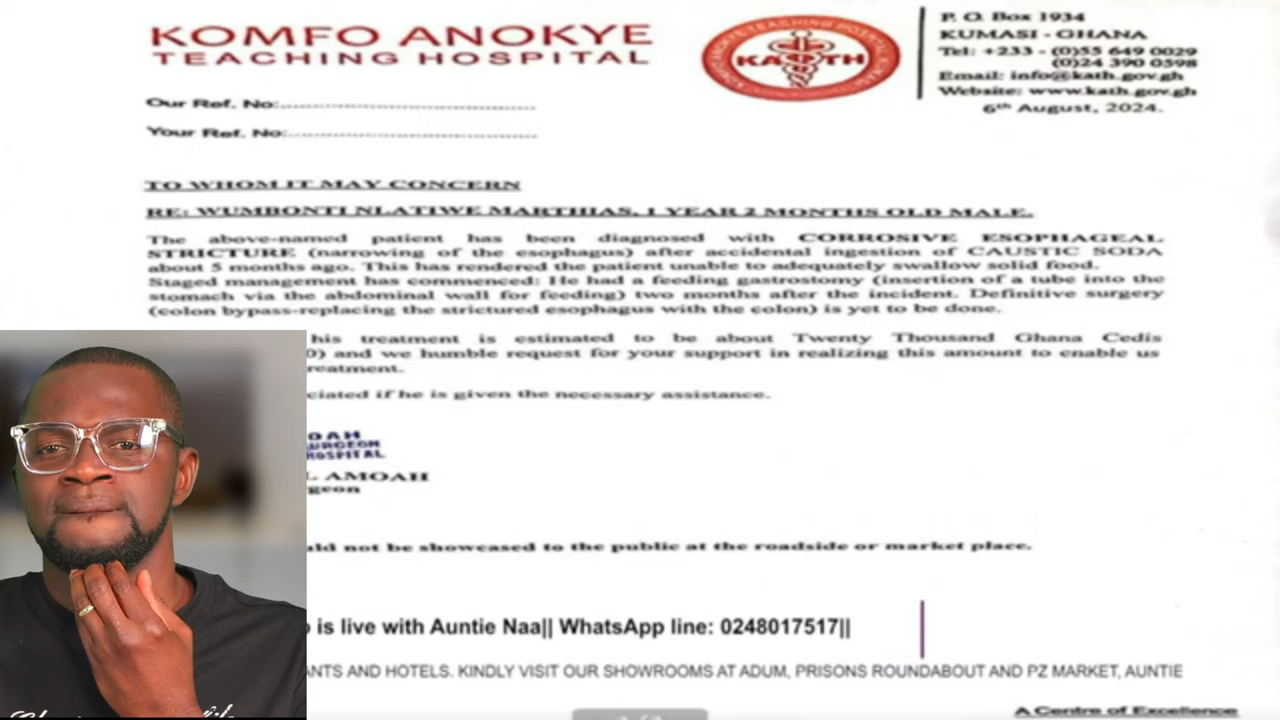 KOMFO ANOKYE
TEACHING HOSPITAL
KATH
P. O. Box 1934
KUMASI - GHANA
Tel: +233 - (0)55 649 0029
(0)24 390 0598
Email: info@kath.gov.gh
Website: www.kath.gov.gh
6th August, 2024.
Our Ref. No:
Your Ref. No:
TO WHOM IT MAY CONCERN
RE: WUMBONTI NLATIWE MARTHIAS, 1 YEAR 2 MONTHS OLD MALE.
The above-named patient has been diagnosed with CORROSIVE ESOPHAGEAL
STRICTURE (narrowing of the esophagus) after accidental ingestion of CAUSTIC SODA
about 5 months ago. This has rendered the patient unable to adequately swallow solid food.
Staged management has commenced: He had a feeding gastrostomy (insertion of a tube into the
stomach via the abdominal wall for feeding) two months after the incident. Definitive surgery
(colon bypass-replacing the strictured esophagus with the colon) is yet to be done.
his treatment is estimated to be about Twenty Thousand Ghana Cedis
0) and we humble request for your support in realizing this amount to enable us
reatment.
ciated if he is given the necessary assistance.
OAH
URGEON
HOSPITAL
L AMOAH
rgeon
uld not be showcased to the public at the roadside or market place.
o is live with Auntie Naa|| WhatsApp line: 0248017517||
ANTS AND HOTELS. KINDLY VISIT OUR SHOWROOMS AT ADUM, PRISONS ROUNDABOUT AND PZ MARKET, AUNTIE
A Centre of Excellence